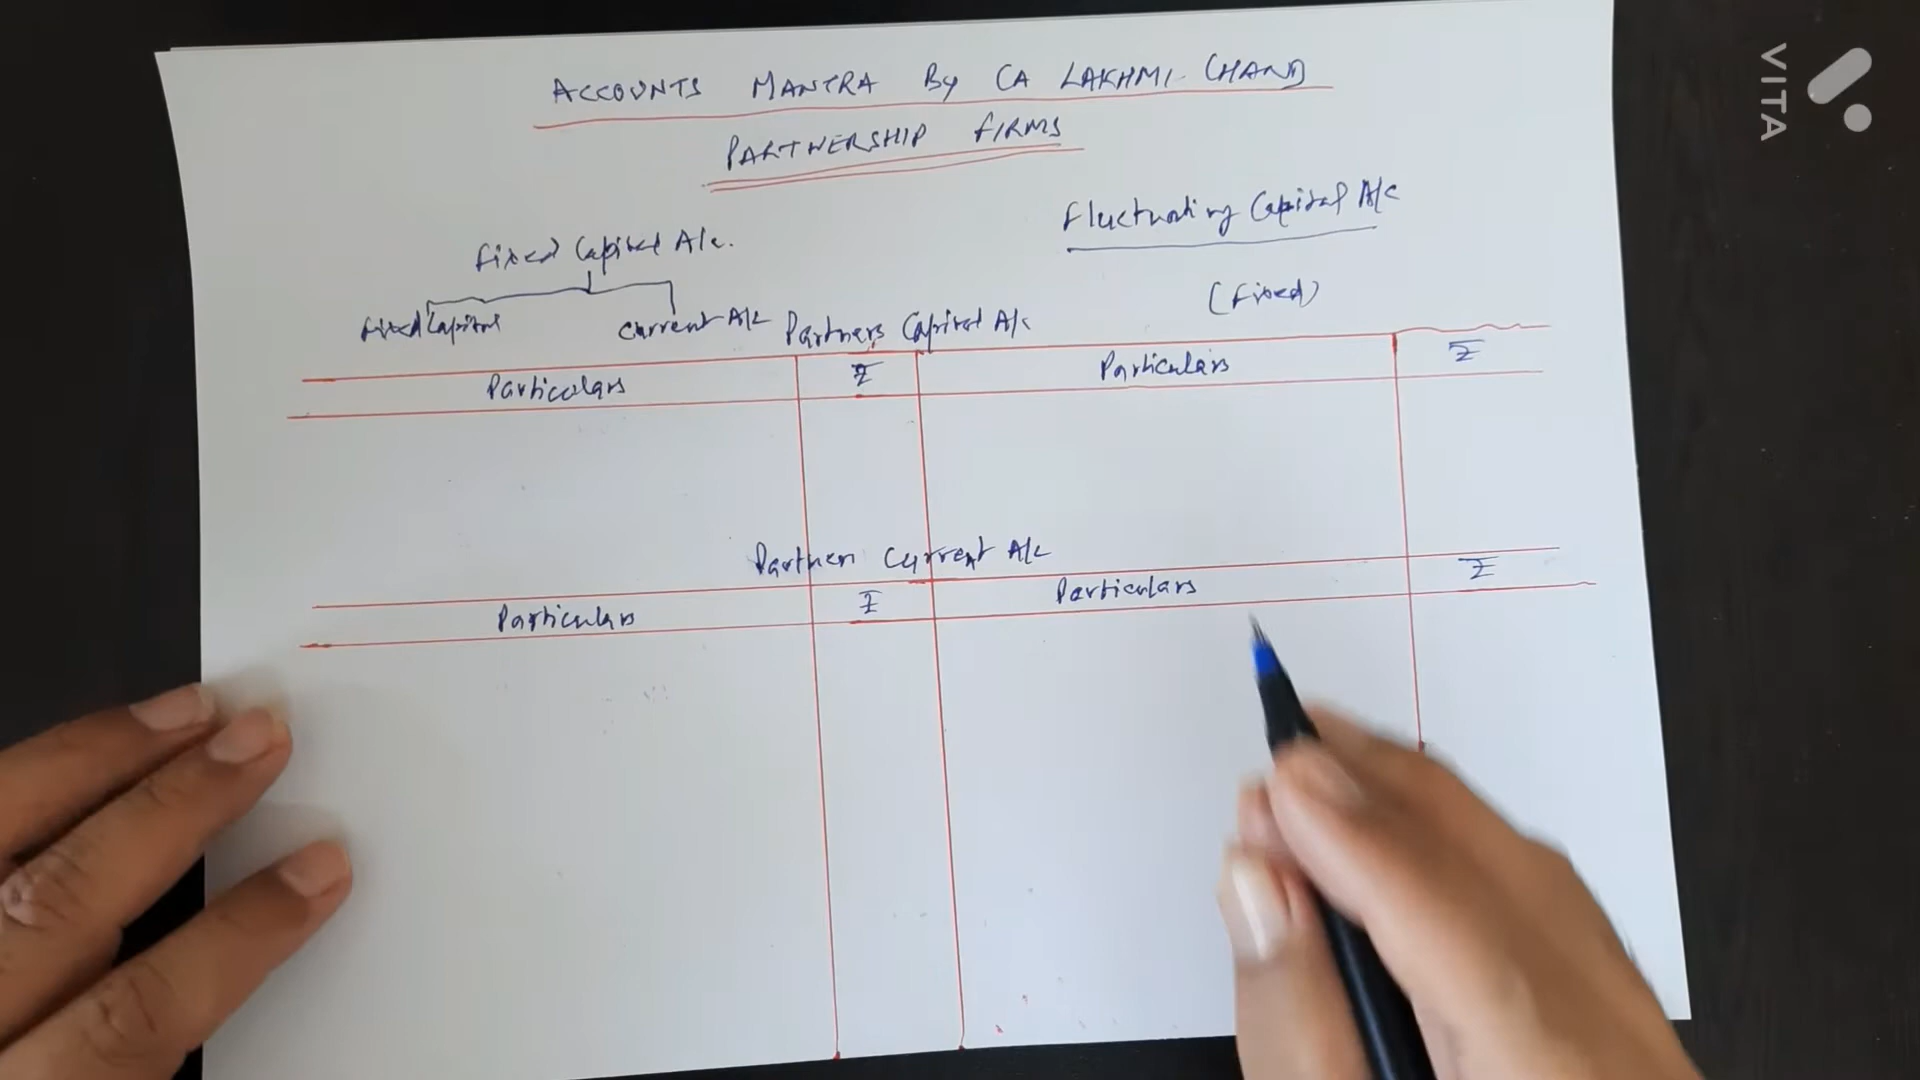 ACCOUNTS MANTRA By CA LAKHMI CHAND
PARTNERSHIP FIRMS
Fluctuating Capital A/c
Fixed Capital A/c.
(Fixed)
Fixed Capital Current A/c Partners Capital A/c
Particulars ₹ Particulars ₹
Partners Current A/c
Particulars ₹ Particulars ₹
VITA